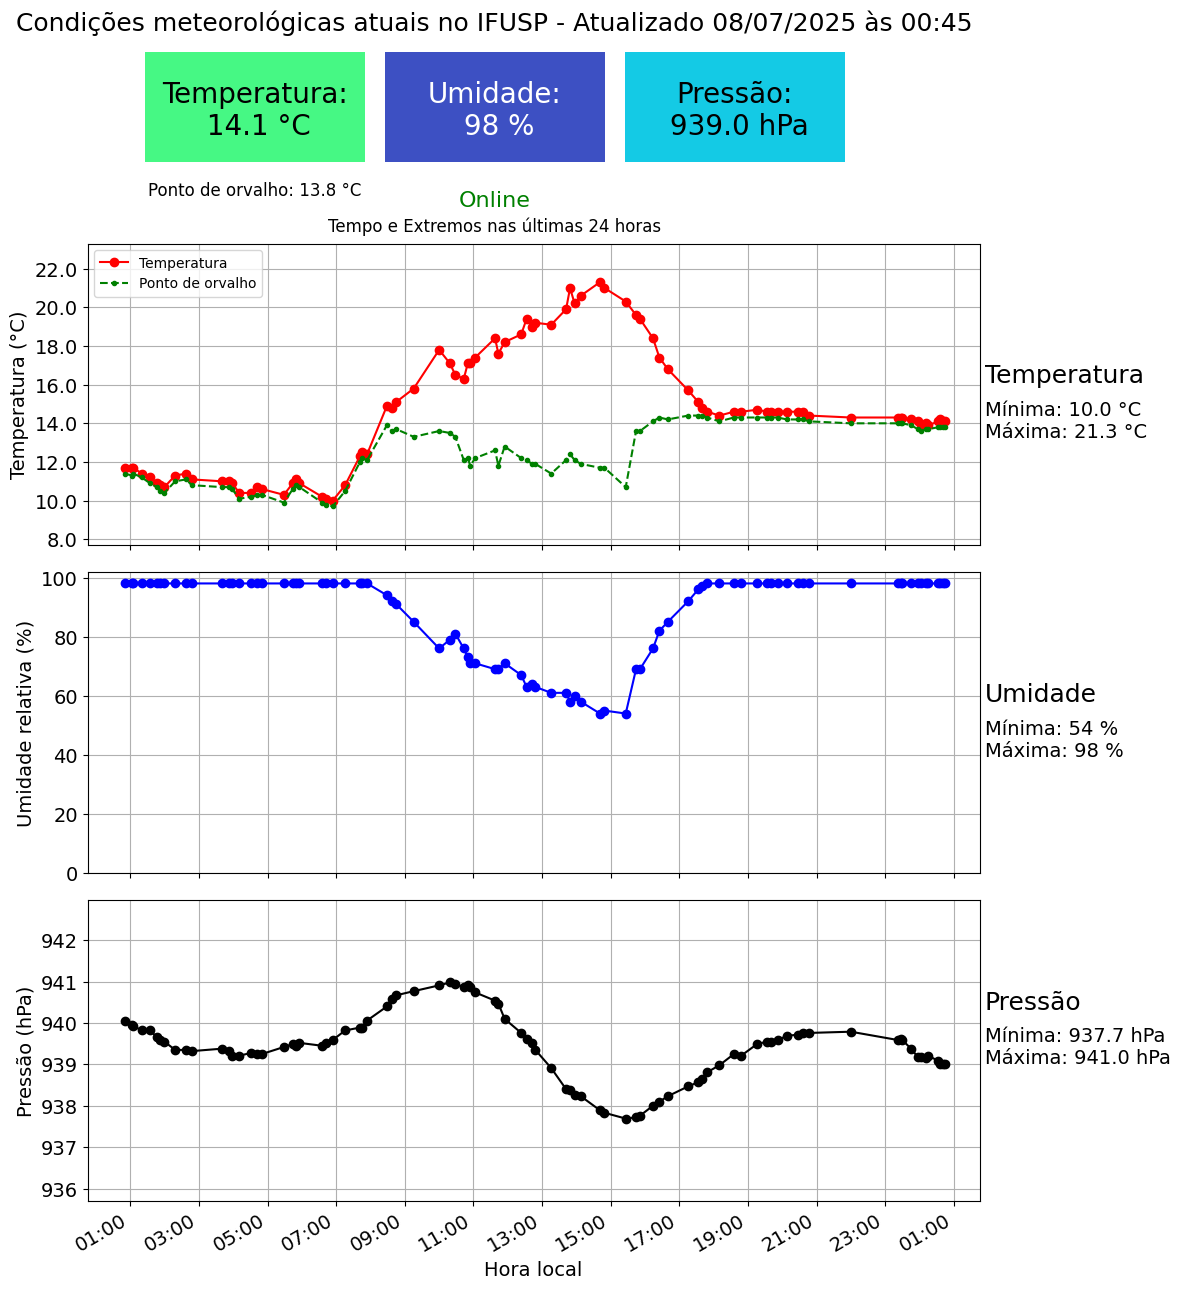 Condições meteorológicas atuais no IFUSP - Atualizado 08/07/2025 às 00:45
Temperatura:
14.1 °C
Umidade:
98 %
Pressão:
939.0 hPa
Ponto de orvalho: 13.8 °C
Online
Tempo e Extremos nas últimas 24 horas
Temperatura
Ponto de orvalho
Temperatura (°C)
22.0
20.0
18.0
16.0
14.0
12.0
10.0
8.0
Temperatura
Mínima: 10.0 °C
Máxima: 21.3 °C
Umidade relativa (%)
100
80
60
40
20
0
Umidade
Mínima: 54 %
Máxima: 98 %
Pressão (hPa)
942
941
940
939
938
937
936
Pressão
Mínima: 937.7 hPa
Máxima: 941.0 hPa
01:00 03:00 05:00 07:00 09:00 11:00 13:00 15:00 17:00 19:00 21:00 23:00 01:00
Hora local